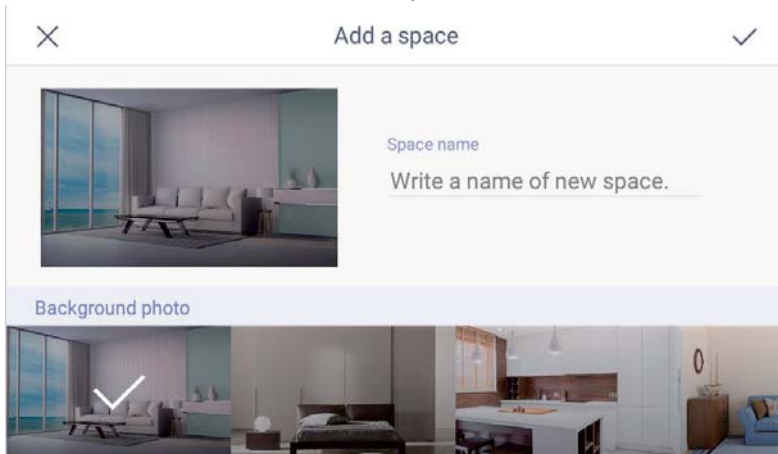 Add a space
Space name
Write a name of new space.
Background photo